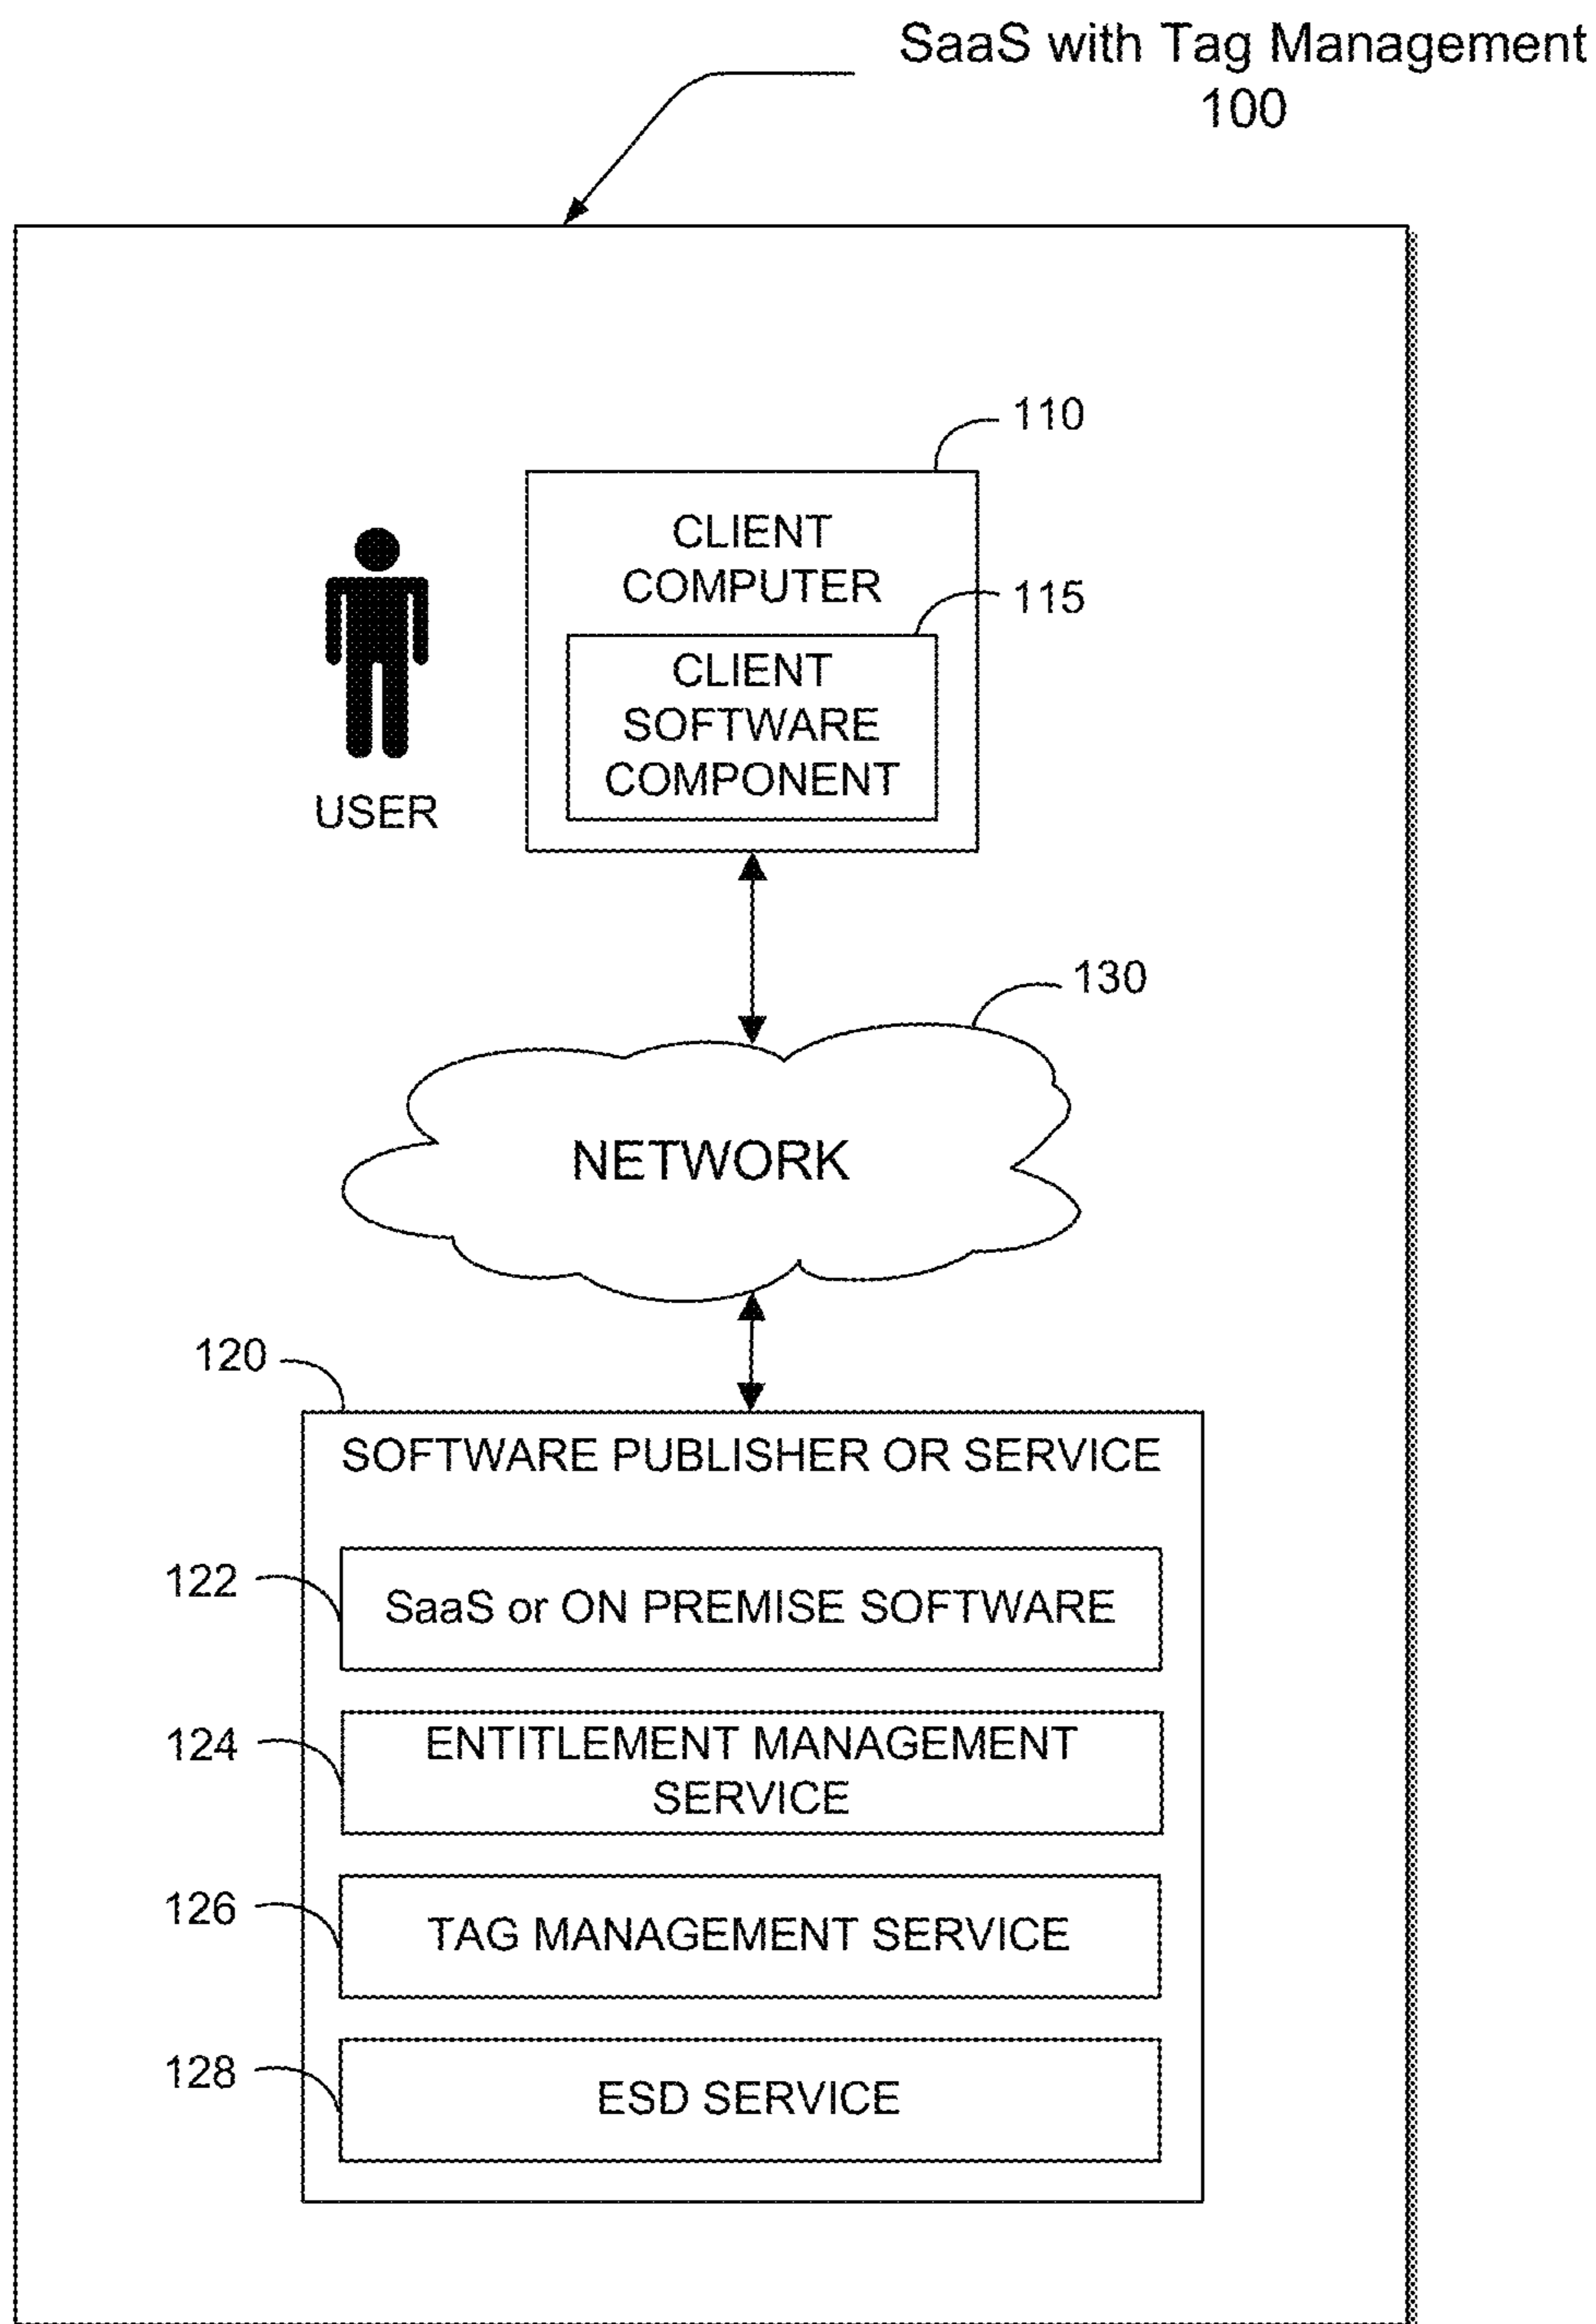 SaaS with Tag Management
100
110
CLIENT
COMPUTER
115
CLIENT
SOFTWARE
COMPONENT
USER
130
NETWORK
120
SOFTWARE PUBLISHER OR SERVICE
122
SaaS or ON PREMISE SOFTWARE
124
ENTITLEMENT MANAGEMENT
SERVICE
126
TAG MANAGEMENT SERVICE
128
ESD SERVICE